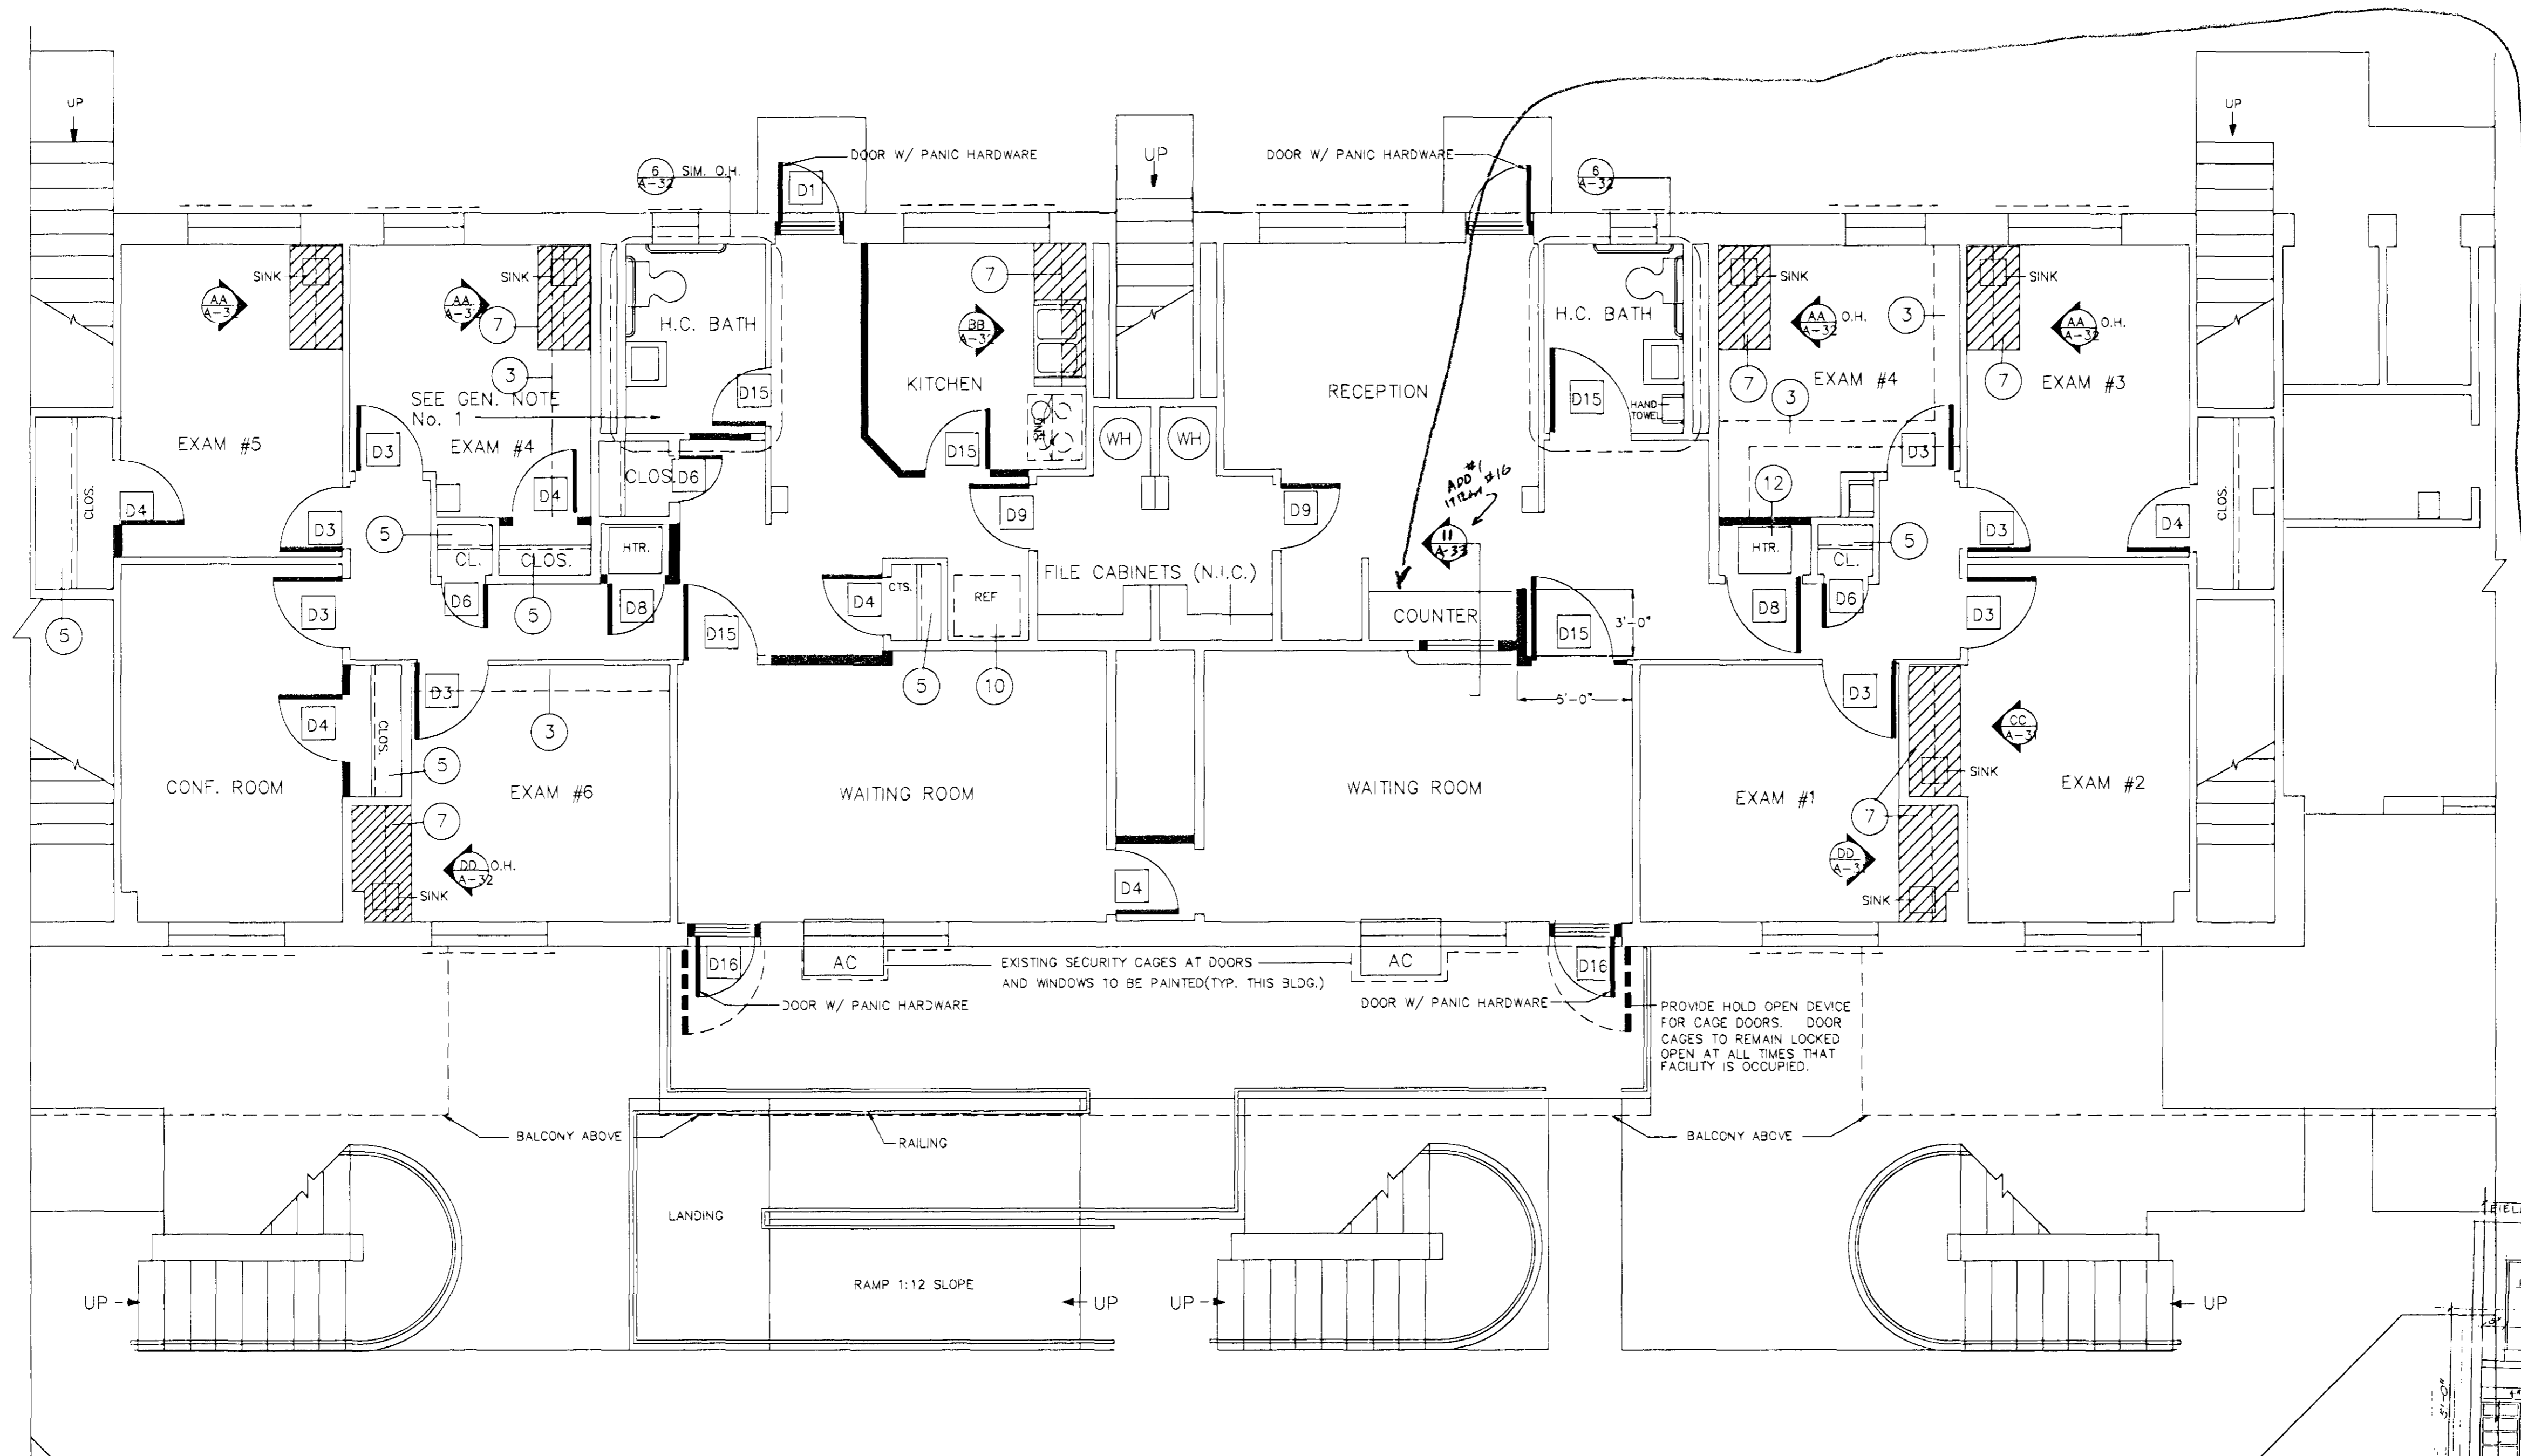 UP
UP
UP
DOOR W/ PANIC HARDWARE
DOOR W/ PANIC HARDWARE
6
A-32
SIM. O.H.
D1
6
A-32
SINK
AA
SINK
AA
7
3
H.C. BATH
D15
SEE GEN. NOTE
No. 1
EXAM #5
EXAM #4
D3
D4
D3
D4
CLOS.
5
5
CL.
CLOS.
CLOS.
D6
HTR.
D6
5
D8
7
BB
KITCHEN
D15
WH
WH
D9
D9
RECEPTION
FILE CABINETS (N.I.C.)
D4
CTS.
REF
5
10
ADD #1
ITEM #16
11
A-33
COUNTER
D15
3'-0"
5'-0"
H.C. BATH
D15
HAND
TOWEL
SINK
AA
A-32
O.H.
3
7
EXAM #4
3
12
SINK
AA
A-32
O.H.
7
EXAM #3
D3
D3
D4
CLOS.
HTR.
CL.
5
D8
D6
D3
D3
D4
D3
CLOS.
3
5
CONF. ROOM
EXAM #6
7
DD
A-32
O.H.
SINK
D15
WAITING ROOM
WAITING ROOM
D4
D3
EXAM #1
CC
A-31
SINK
EXAM #2
7
DD
SINK
D16
AC
EXISTING SECURITY CAGES AT DOORS
AND WINDOWS TO BE PAINTED(TYP. THIS BLDG.)
AC
D16
DOOR W/ PANIC HARDWARE
DOOR W/ PANIC HARDWARE
PROVIDE HOLD OPEN DEVICE
FOR CAGE DOORS. DOOR
CAGES TO REMAIN LOCKED
OPEN AT ALL TIMES THAT
FACILITY IS OCCUPIED.
BALCONY ABOVE
RAILING
BALCONY ABOVE
LANDING
RAMP 1:12 SLOPE
UP
UP
UP
UP
5'-0"